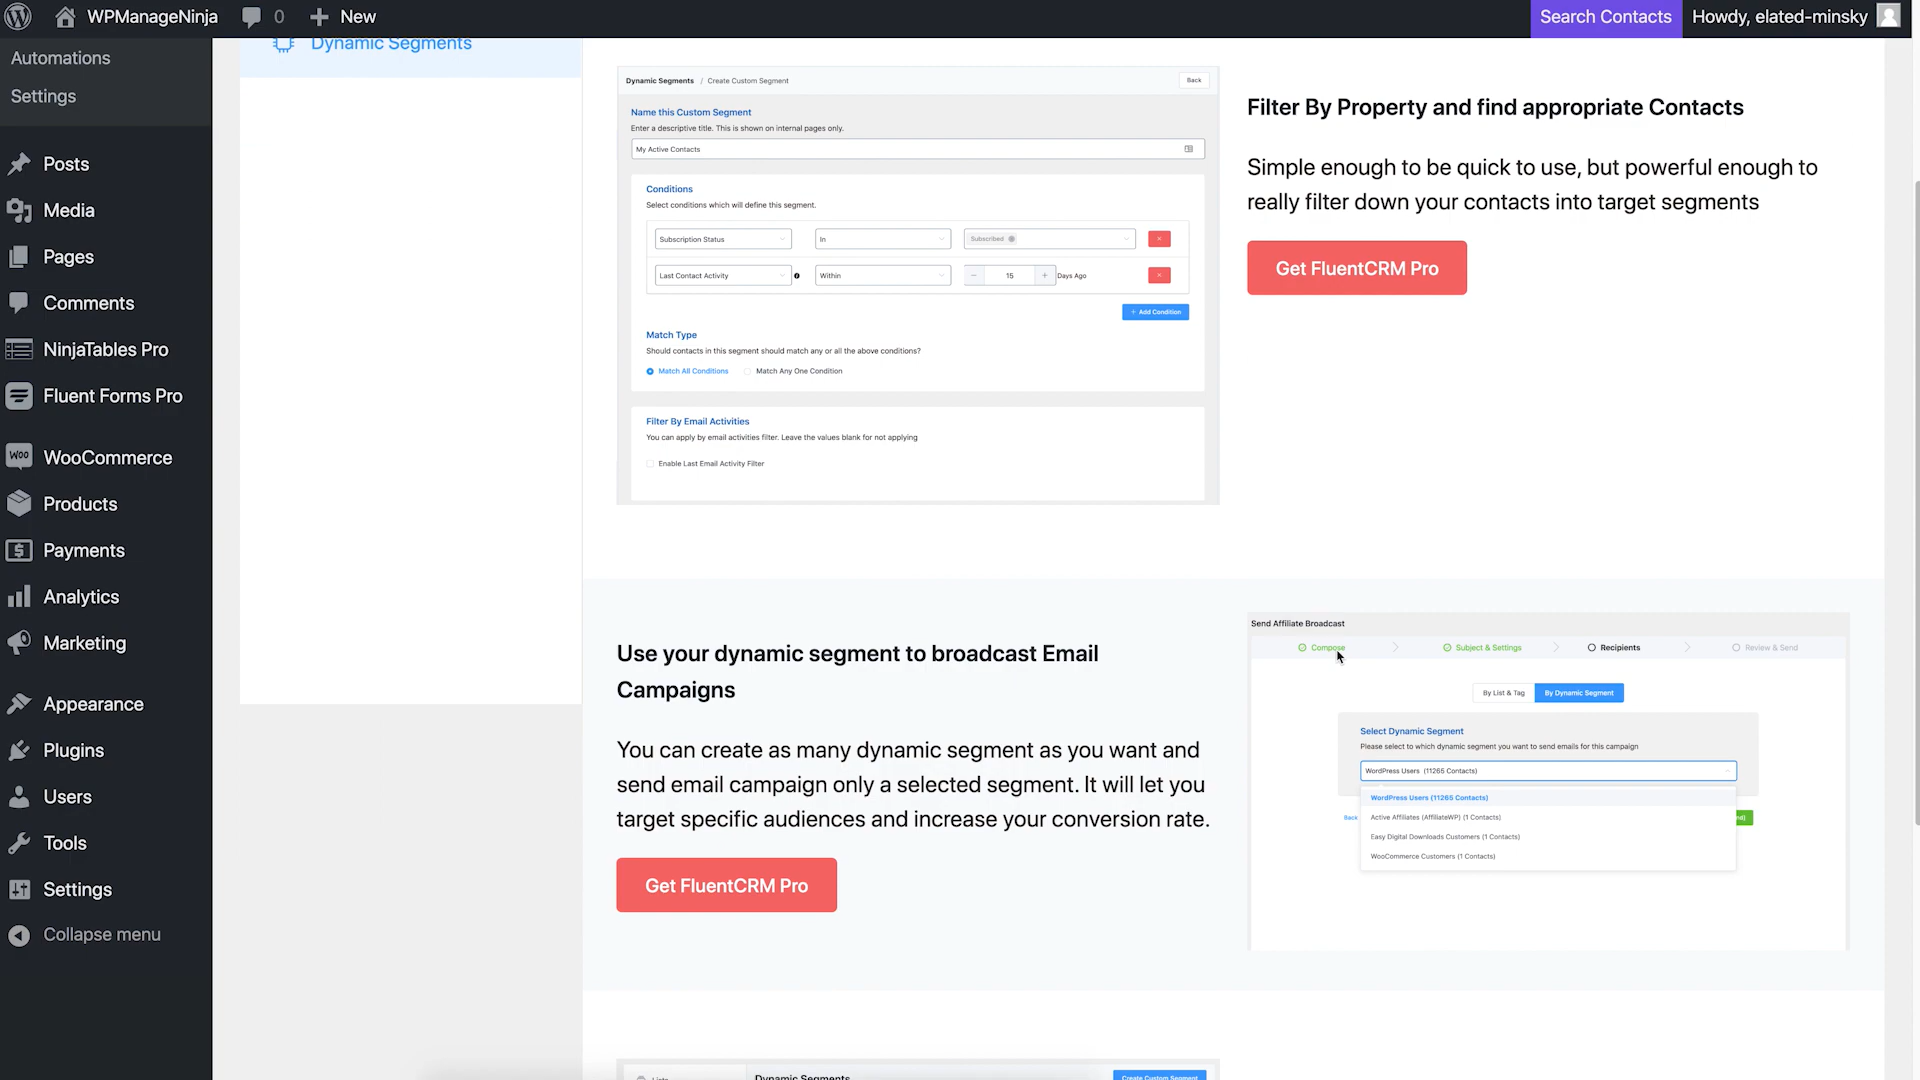 WPManageNinja
0
New
Search Contacts
Howdy, elated-minsky
Automations
Settings
Posts
Media
Pages
Comments
NinjaTables Pro
Fluent Forms Pro
WooCommerce
Products
Payments
Analytics
Marketing
Appearance
Plugins
Users
Tools
Settings
Collapse menu
Dynamic Segments
Dynamic Segments / Create Custom Segment
Back
Name this Custom Segment
Enter a descriptive title. This is shown on internal pages only.
My Active Contacts
Conditions
Select conditions which will define this segment.
Subscription Status
In
Subscribed
Last Contact Activity
Within
15
Days Ago
+ Add Condition
Match Type
Should contacts in this segment should match any or all the above conditions?
Match All Conditions
Match Any One Condition
Filter By Email Activities
You can apply by email activities filter. Leave the values blank for not applying
Enable Last Email Activity Filter
Filter By Property and find appropriate Contacts
Simple enough to be quick to use, but powerful enough to
really filter down your contacts into target segments
Get FluentCRM Pro
Use your dynamic segment to broadcast Email
Campaigns
You can create as many dynamic segment as you want and
send email campaign only a selected segment. It will let you
target specific audiences and increase your conversion rate.
Get FluentCRM Pro
Send Affiliate Broadcast
Compose
Subject & Settings
Recipients
Review & Send
By List & Tag
By Dynamic Segment
Select Dynamic Segment
Please select to which dynamic segment you want to send emails for this campaign
WordPress Users (11265 Contacts)
WordPress Users (11265 Contacts)
Back
Active Affiliates (AffiliateWP) (1 Contacts)
Easy Digital Downloads Customers (1 Contacts)
WooCommerce Customers (1 Contacts)
Lists
Dynamic Segments
Create Custom Segment